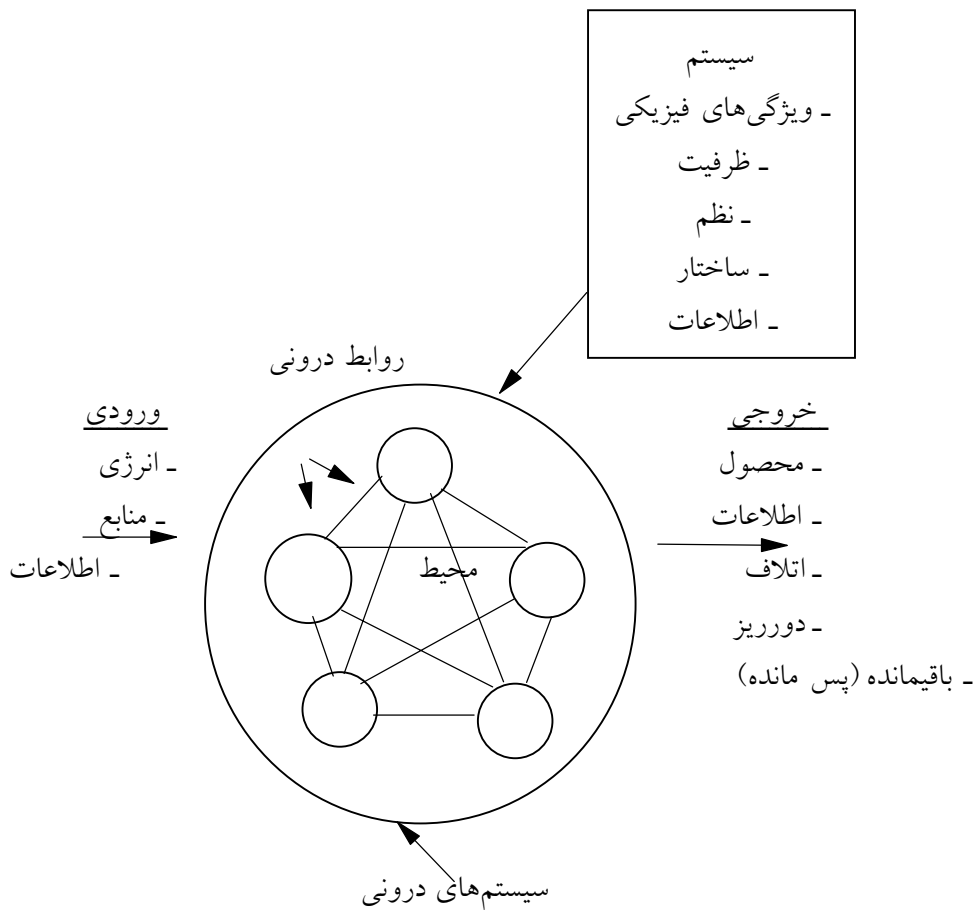 سیستم
ـ ویژگی‌های فیزیکی
ـ ظرفیت
ـ نظم
ـ ساختار
ـ اطلاعات
روابط درونی
ورودی
ـ انرژی
ـ منابع
ـ اطلاعات
محیط
خروجی
ـ محصول
ـ اطلاعات
ـ اتلاف
ـ دورریز
ـ باقیمانده (پس مانده)
سیستم‌های درونی